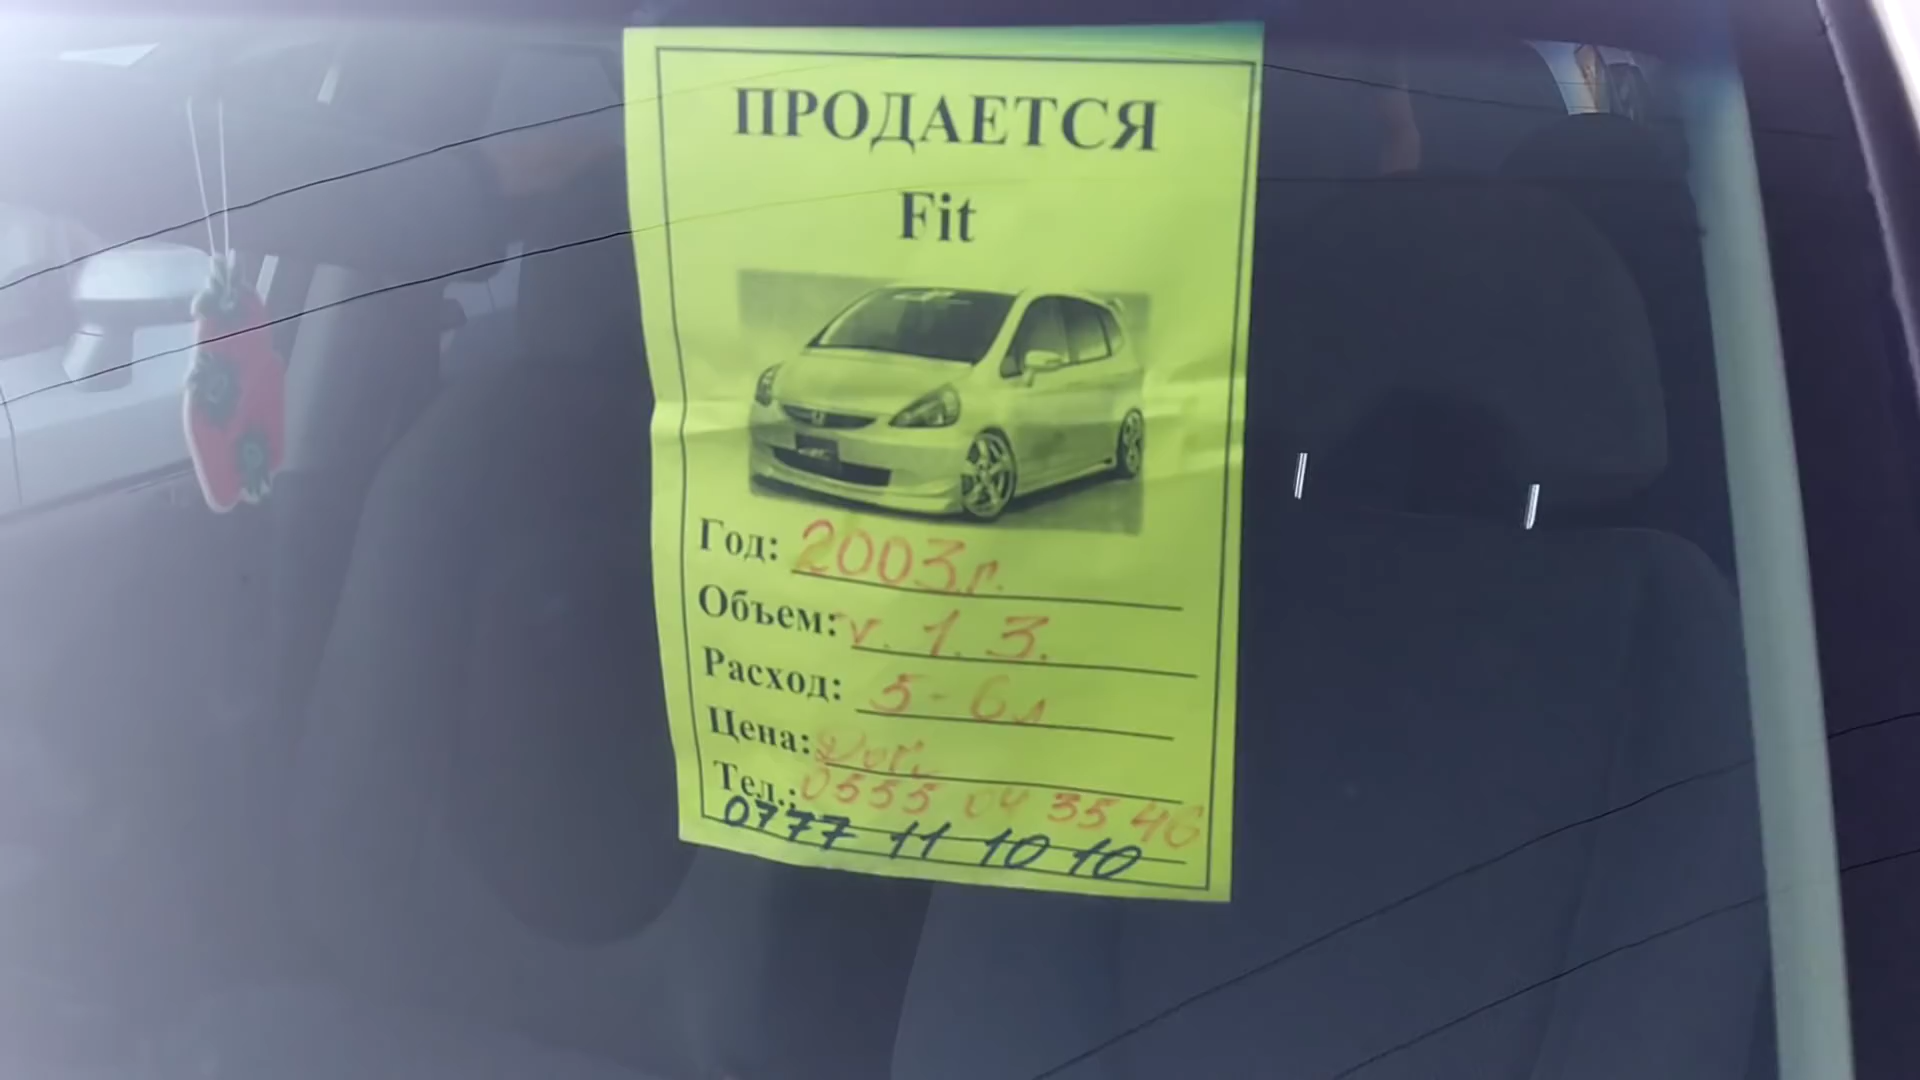 ПРОДАЕТСЯ
Fit
Год: 2003г.
Объем: v. 1.3.
Расход: 5-6л
Цена: Дог.
Тел.: 0555 04 35 46
0777 11 10 10